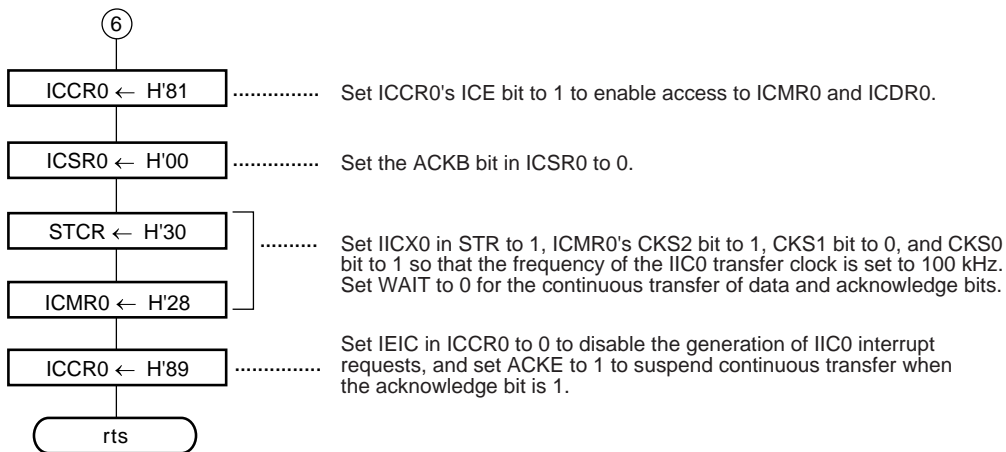 6
ICCR0 ← H'81 ............... Set ICCR0's ICE bit to 1 to enable access to ICMR0 and ICDR0.
ICSR0 ← H'00 ............... Set the ACKB bit in ICSR0 to 0.
STCR ← H'30
.......... Set IICX0 in STR to 1, ICMR0's CKS2 bit to 1, CKS1 bit to 0, and CKS0
bit to 1 so that the frequency of the IIC0 transfer clock is set to 100 kHz.
Set WAIT to 0 for the continuous transfer of data and acknowledge bits.
ICMR0 ← H'28
Set IEIC in ICCR0 to 0 to disable the generation of IIC0 interrupt
ICCR0 ← H'89 ............... requests, and set ACKE to 1 to suspend continuous transfer when
the acknowledge bit is 1.
rts